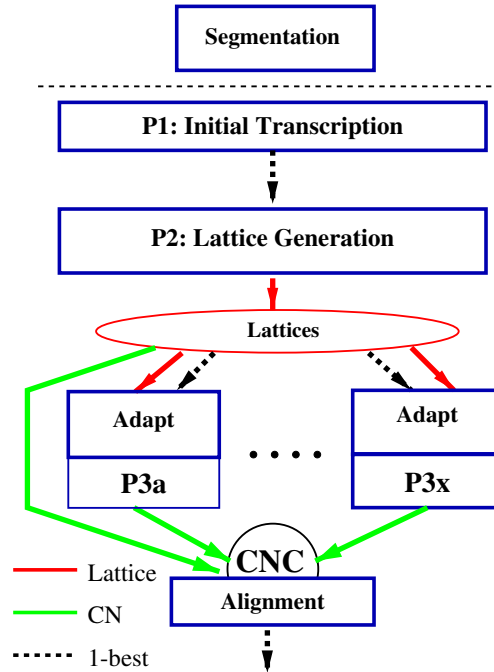 Segmentation
P1: Initial Transcription
P2: Lattice Generation
Lattices
Adapt
Adapt
P3a
P3x
CNC
Alignment
Lattice
CN
1-best